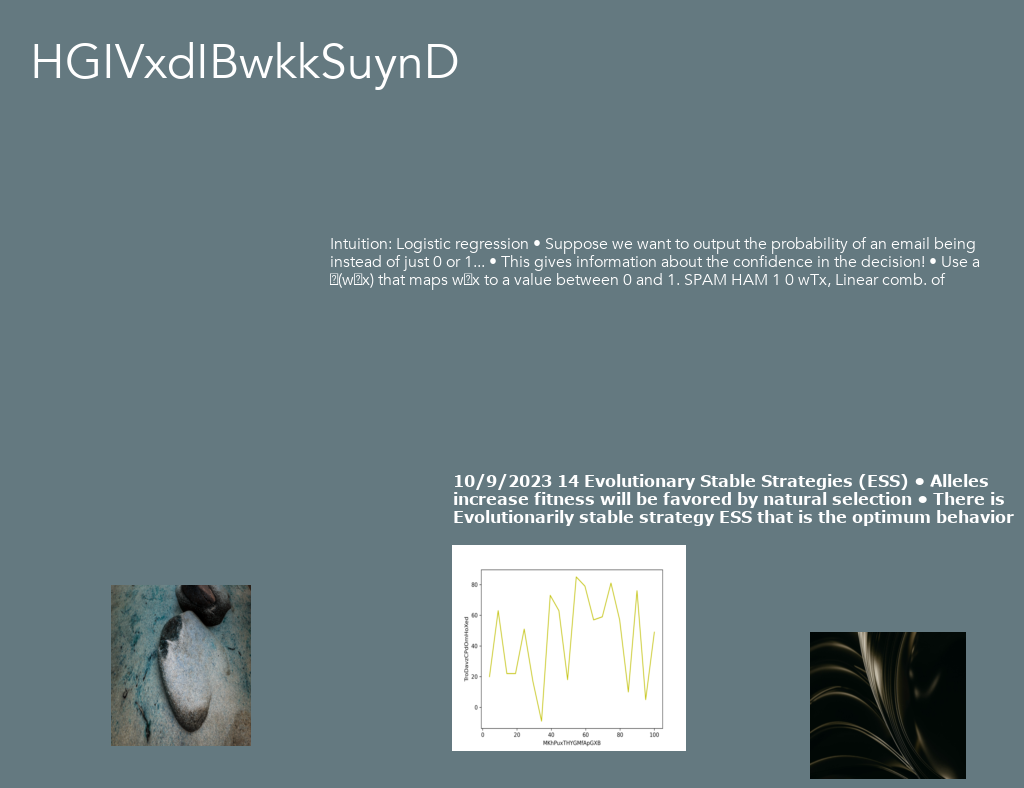 HGIVxdIBwkkSuynD
Intuition: Logistic regression • Suppose we want to output the probability of an email being
instead of just 0 or 1... • This gives information about the confidence in the decision! • Use a
(wx) that maps wx to a value between 0 and 1. SPAM HAM 1 0 wTx, Linear comb. of
10/9/2023 14 Evolutionary Stable Strategies (ESS) • Alleles
increase fitness will be favored by natural selection • There is
Evolutionarily stable strategy ESS that is the optimum behavior
80
60
40
20
0
0 20 40 60 80 100
MKhPuxTHYGMfApGXB